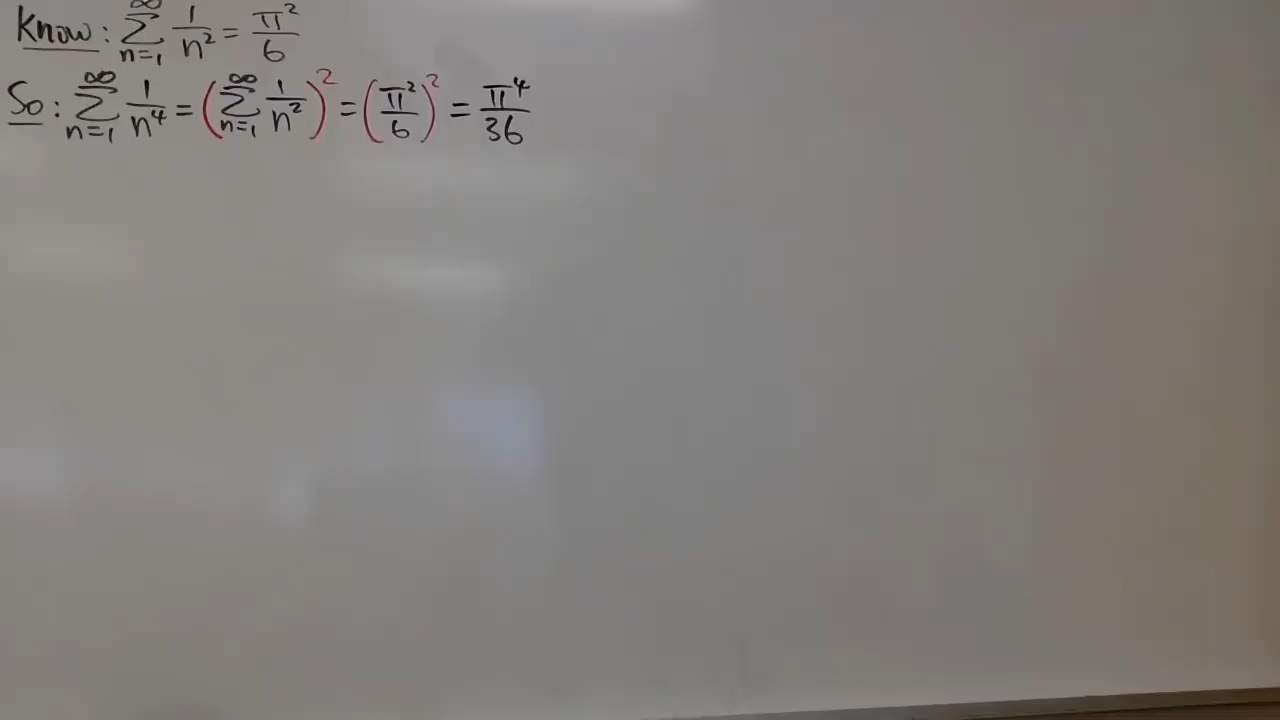 Know: ∑_{n=1}^{∞} 1/n² = π²/6
So: ∑_{n=1}^{∞} 1/n⁴ = (∑_{n=1}^{∞} 1/n²)² = (π²/6)² = π⁴/36